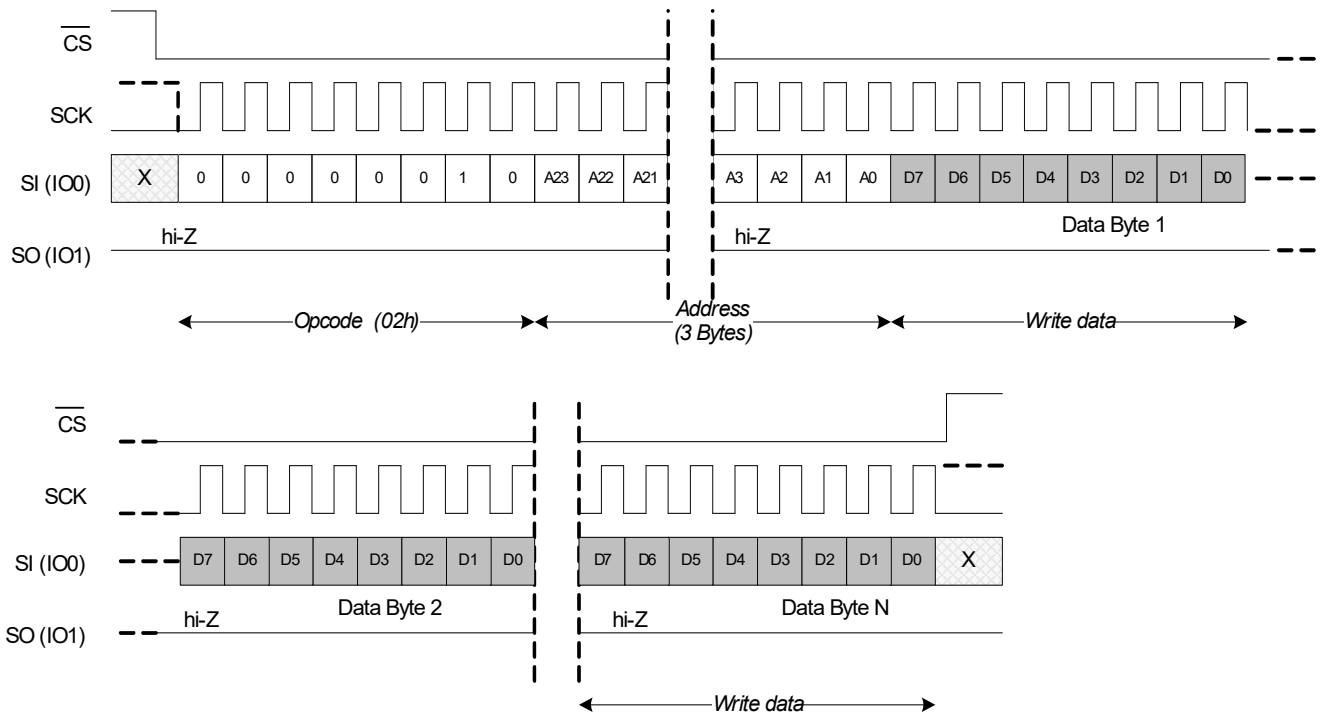 CS
SCK
SI (IO0) X 0 0 0 0 0 0 1 0 A23 A22 A21 A3 A2 A1 A0 D7 D6 D5 D4 D3 D2 D1 D0
Data Byte 1
hi-Z hi-Z
SO (IO1)
Opcode (02h) Address Write data
(3 Bytes)
CS
SCK
SI (IO0) D7 D6 D5 D4 D3 D2 D1 D0 D7 D6 D5 D4 D3 D2 D1 D0 X
Data Byte 2 Data Byte N
hi-Z hi-Z
SO (IO1)
Write data